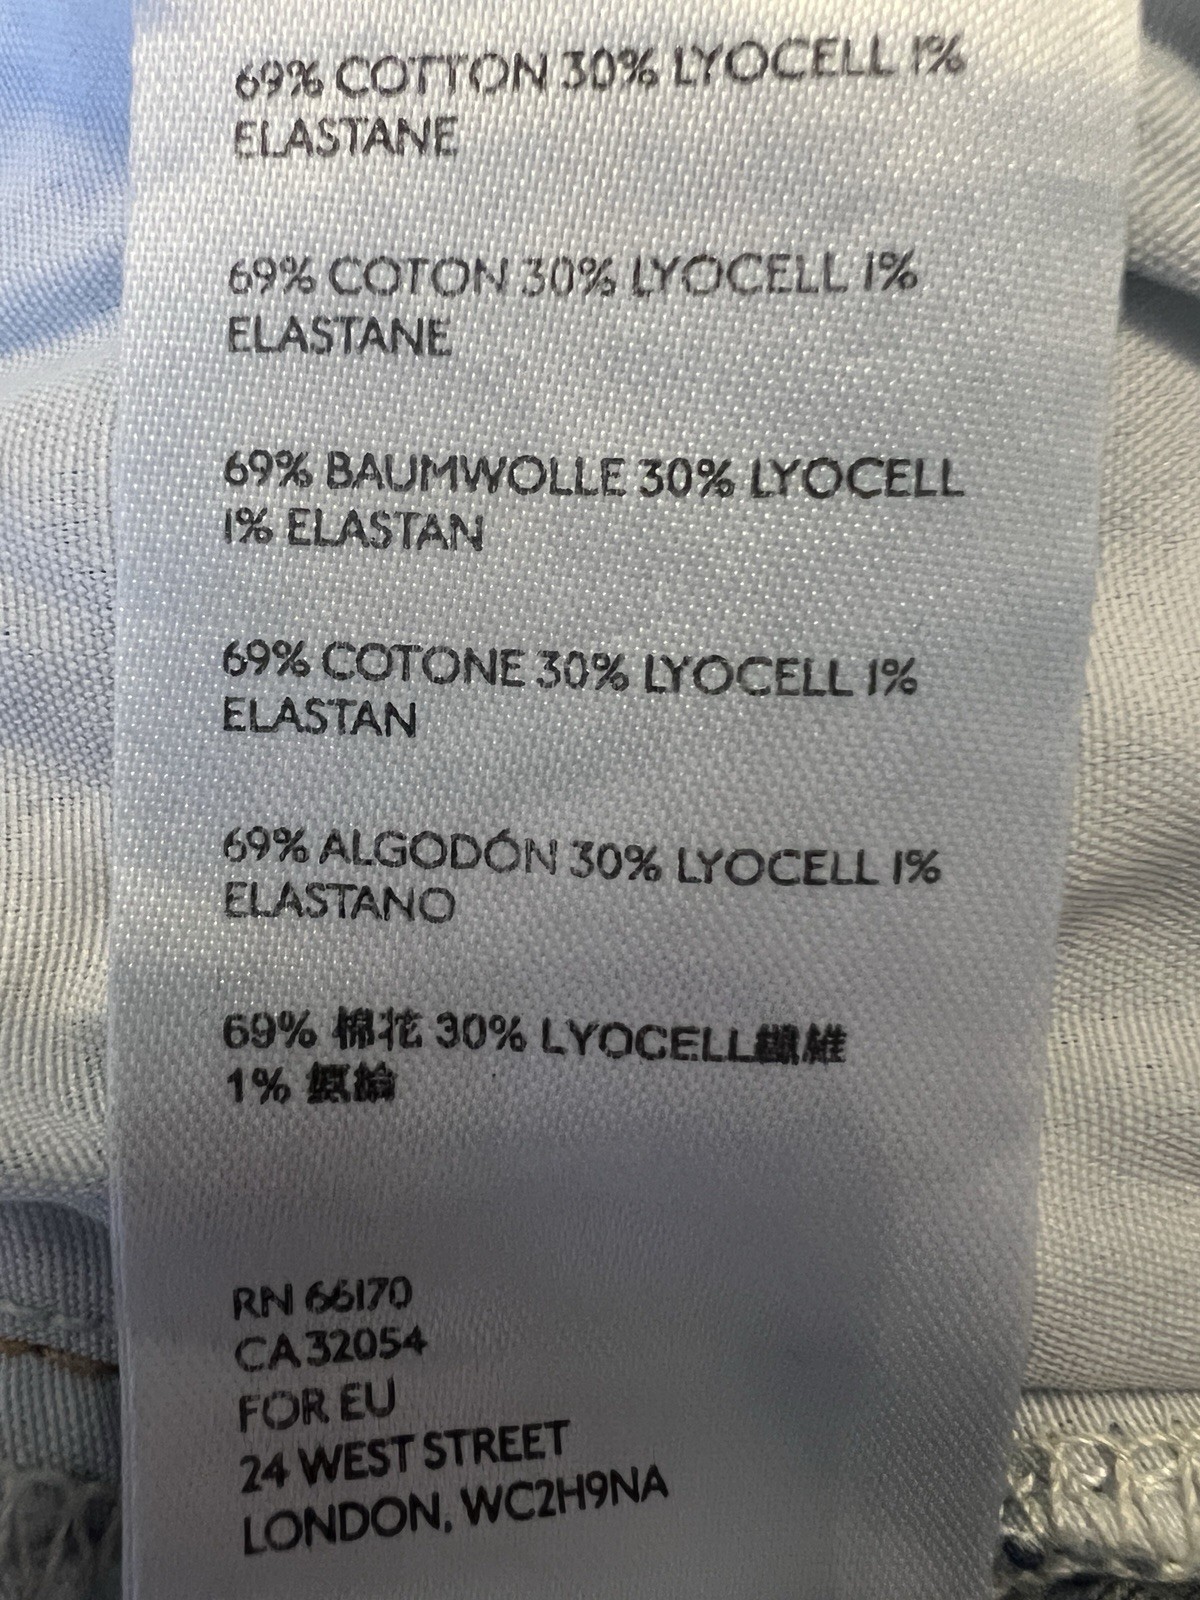 69% COTTON 30% LYOCELL 1%
ELASTANE
69% COTON 30% LYOCELL 1%
ELASTANE
69% BAUMWOLLE 30% LYOCELL
1% ELASTAN
69% COTONE 30% LYOCELL 1%
ELASTAN
69% ALGODÓN 30% LYOCELL 1%
ELASTANO
69% 棉花 30% LYOCELL纖維
1% 氨綸
RN 66170
CA 32054
FOR EU
24 WEST STREET
LONDON, WC2H9NA